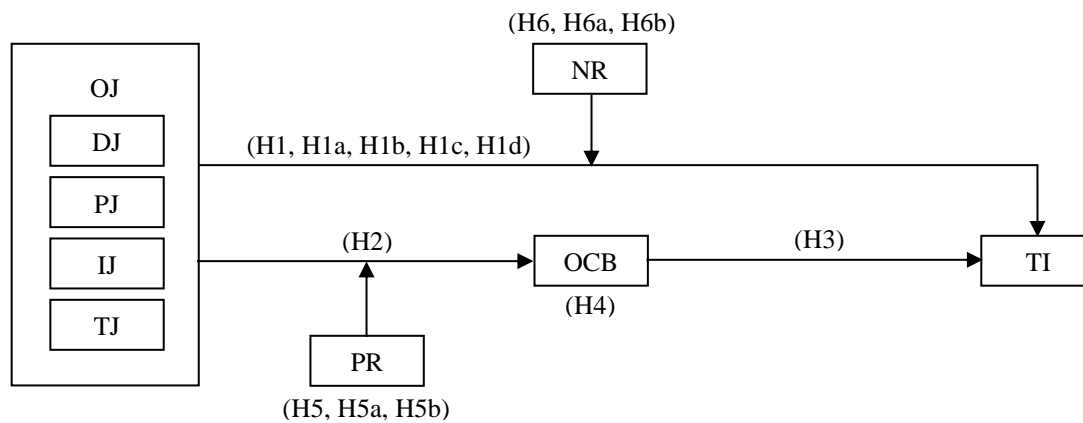 (H6, H6a, H6b)
NR
OJ
DJ
(H1, H1a, H1b, H1c, H1d)
PJ
(H2)
(H3)
IJ
OCB
TI
(H4)
TJ
PR
(H5, H5a, H5b)